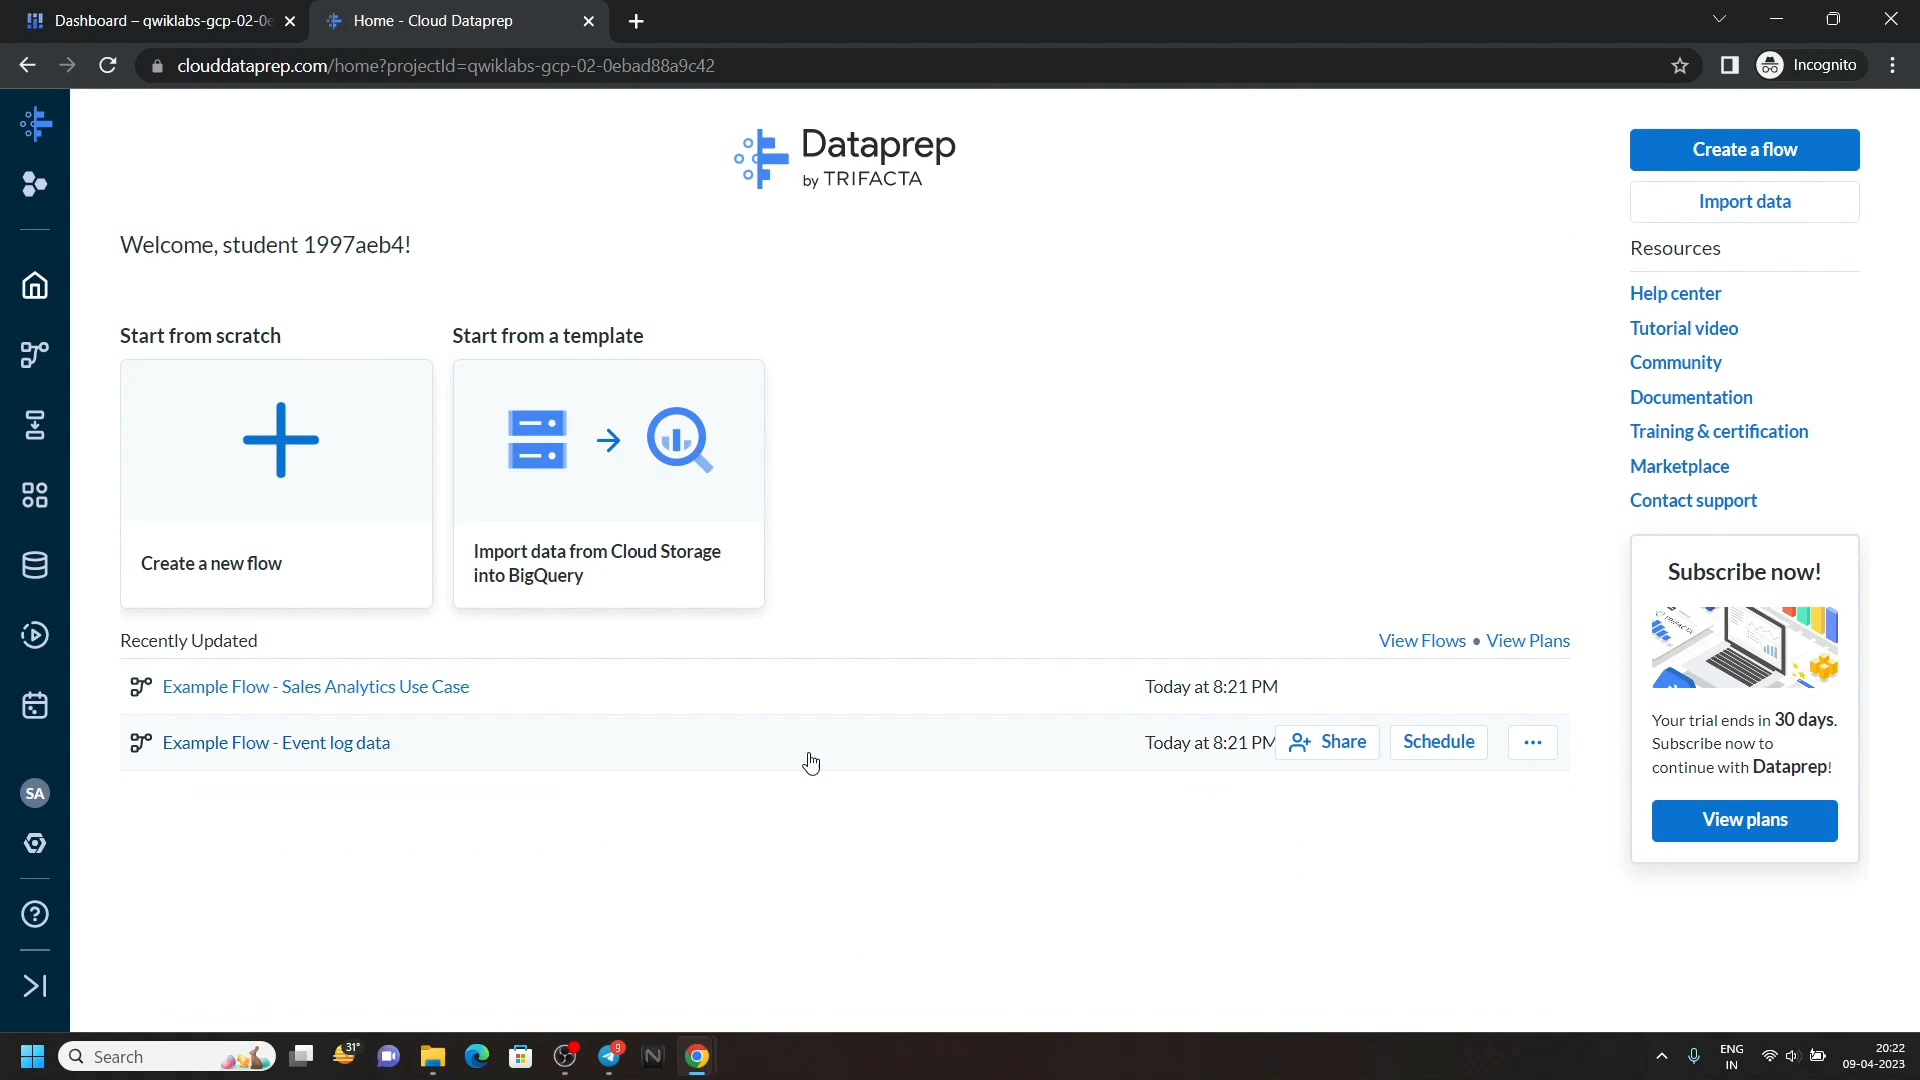 Dashboard – qwiklabs-gcp-02-0e
Home - Cloud Dataprep
clouddataprep.com/home?projectId=qwiklabs-gcp-02-0ebad88a9c42
Incognito
Dataprep
by TRIFACTA
Create a flow
Import data
Welcome, student 1997aeb4!
Resources
Help center
Tutorial video
Community
Documentation
Training & certification
Marketplace
Contact support
Start from scratch
Start from a template
Create a new flow
Import data from Cloud Storage
into BigQuery
Subscribe now!
TRIFACTA
Your trial ends in 30 days.
Subscribe now to
continue with Dataprep!
View plans
Recently Updated
View Flows • View Plans
Example Flow - Sales Analytics Use Case
Today at 8:21 PM
Example Flow - Event log data
Today at 8:21 PM
Share
Schedule
SA
Search
31°
9
N
ENG
IN
20:22
09-04-2023